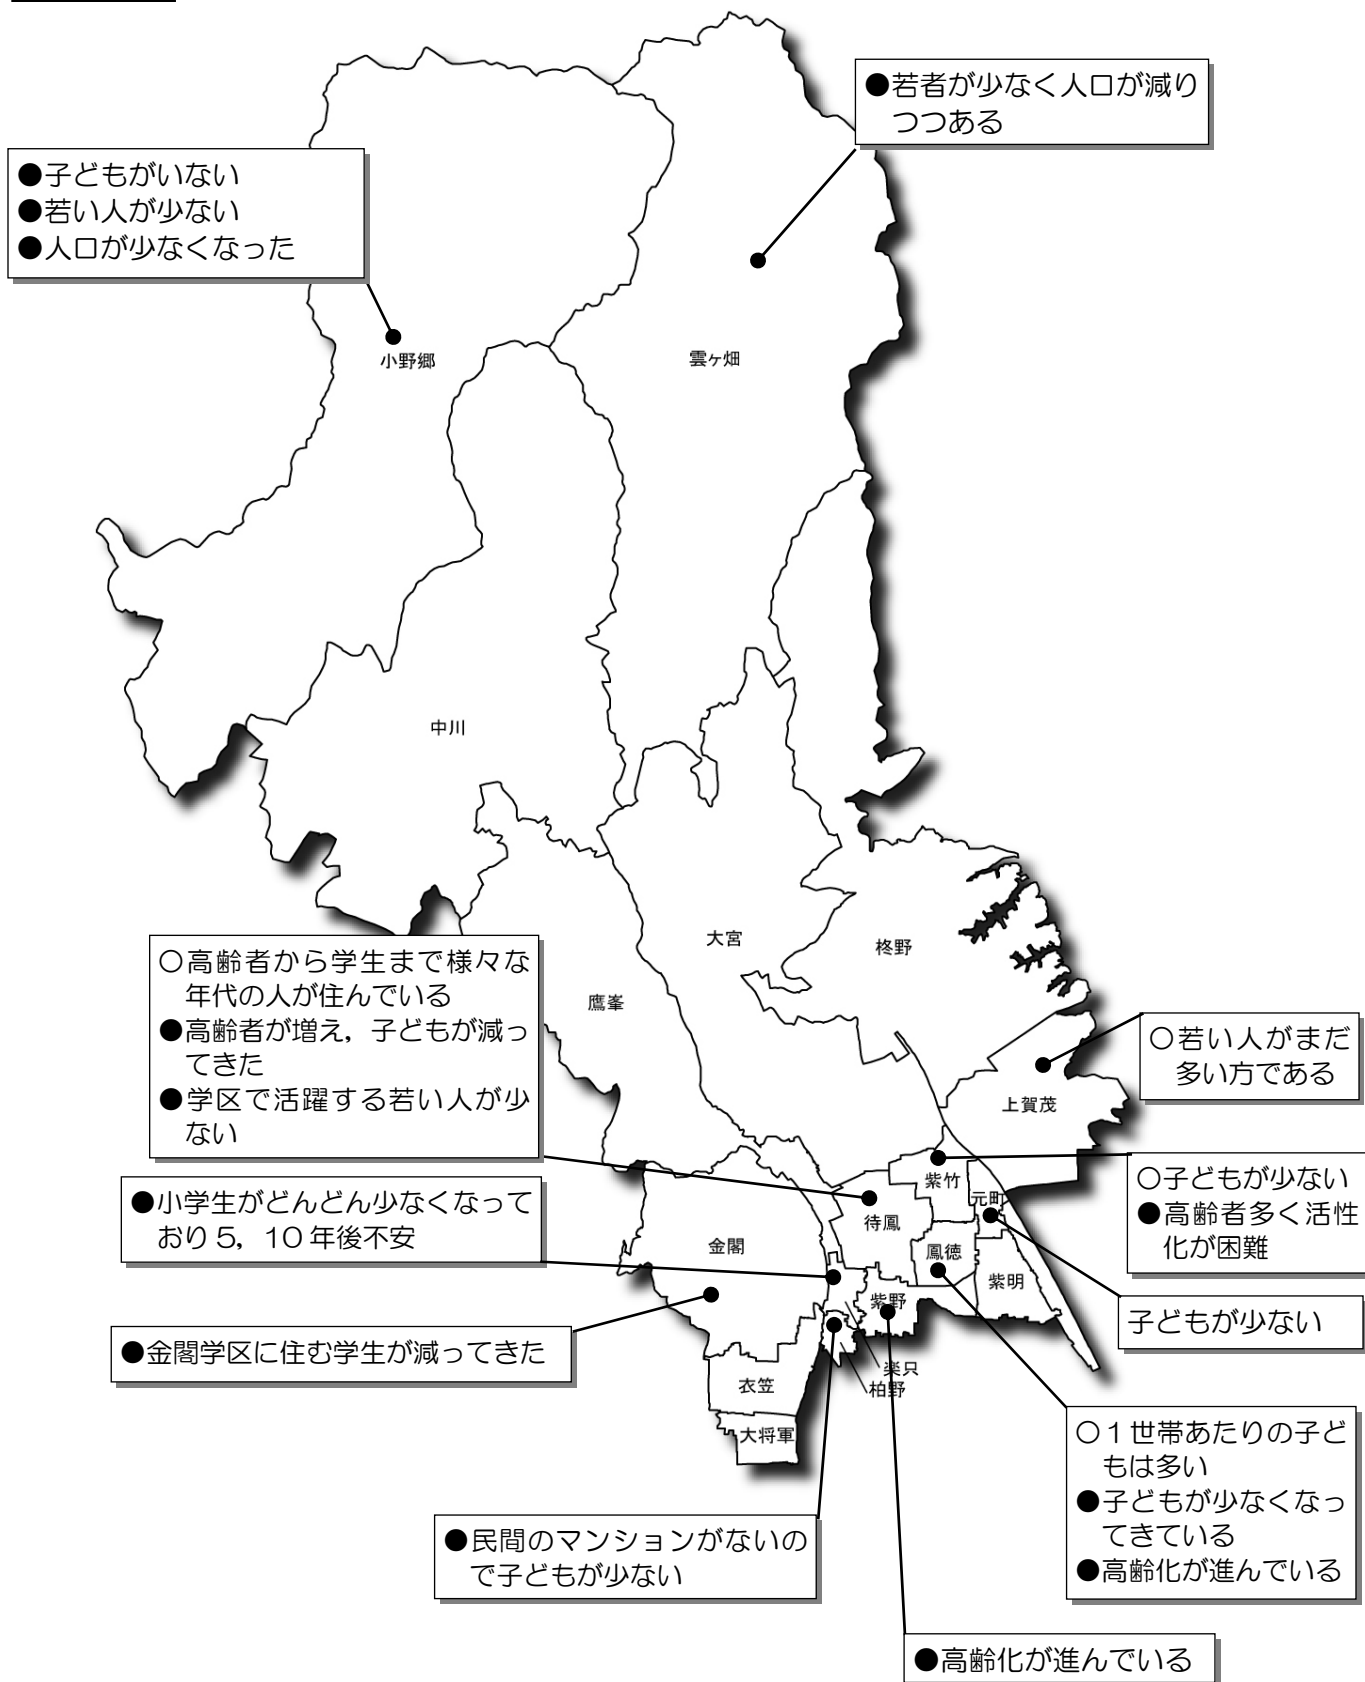 ●若者が少なく人口が減り
つつある
●子どもがいない
●若い人が少ない
●人口が少なくなった
小野郷
雲ケ畑
中川
大宮
柊野
鷹峯
○高齢者から学生まで様々な
年代の人が住んでいる
●高齢者が増え，子どもが減っ
てきた
●学区で活躍する若い人が少
ない
○若い人がまだ
多い方である
上賀茂
○子どもが少ない
●高齢者多く活性
化が困難
紫竹
元町
待鳳
●小学生がどんどん少なくなって
おり5，10年後不安
金閣
鳳徳
紫明
紫野
子どもが少ない
●金閣学区に住む学生が減ってきた
楽只
柏野
衣笠
大将軍
○1世帯あたりの子ど
もは多い
●子どもが少なくなっ
てきている
●高齢化が進んでいる
●民間のマンションがないの
で子どもが少ない
●高齢化が進んでいる